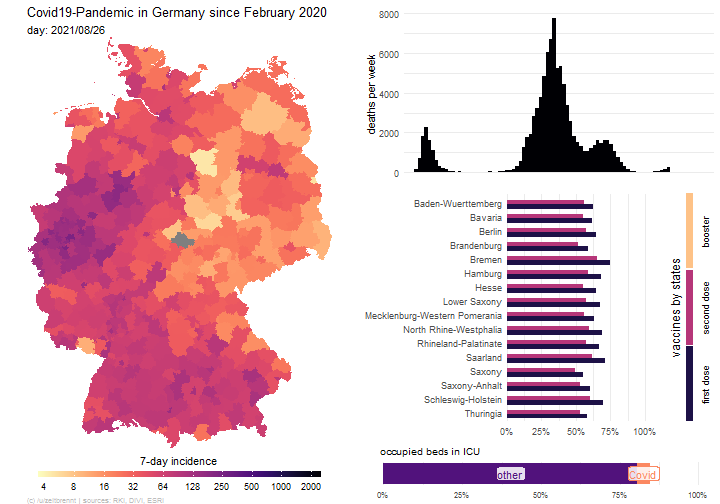 Covid19-Pandemic in Germany since February 2020
day: 2021/08/26
7-day incidence
4 8 16 32 64 125 250 500 1000 2000
(c) /u/zeitbremt | sources: RKI, DIVI, ESRI
deaths per week
8000
6000
4000
2000
0
Baden-Wuerttemberg
Bavaria
Berlin
Brandenburg
Bremen
Hamburg
Hesse
Lower Saxony
Mecklenburg-Western Pomerania
North Rhine-Westphalia
Rhineland-Palatinate
Saarland
Saxony
Saxony-Anhalt
Schleswig-Holstein
Thuringia
0% 25% 50% 75% 100%
vaccines by states
booster
second dose
first dose
occupied beds in ICU
other Covid
0% 25% 50% 75% 100%